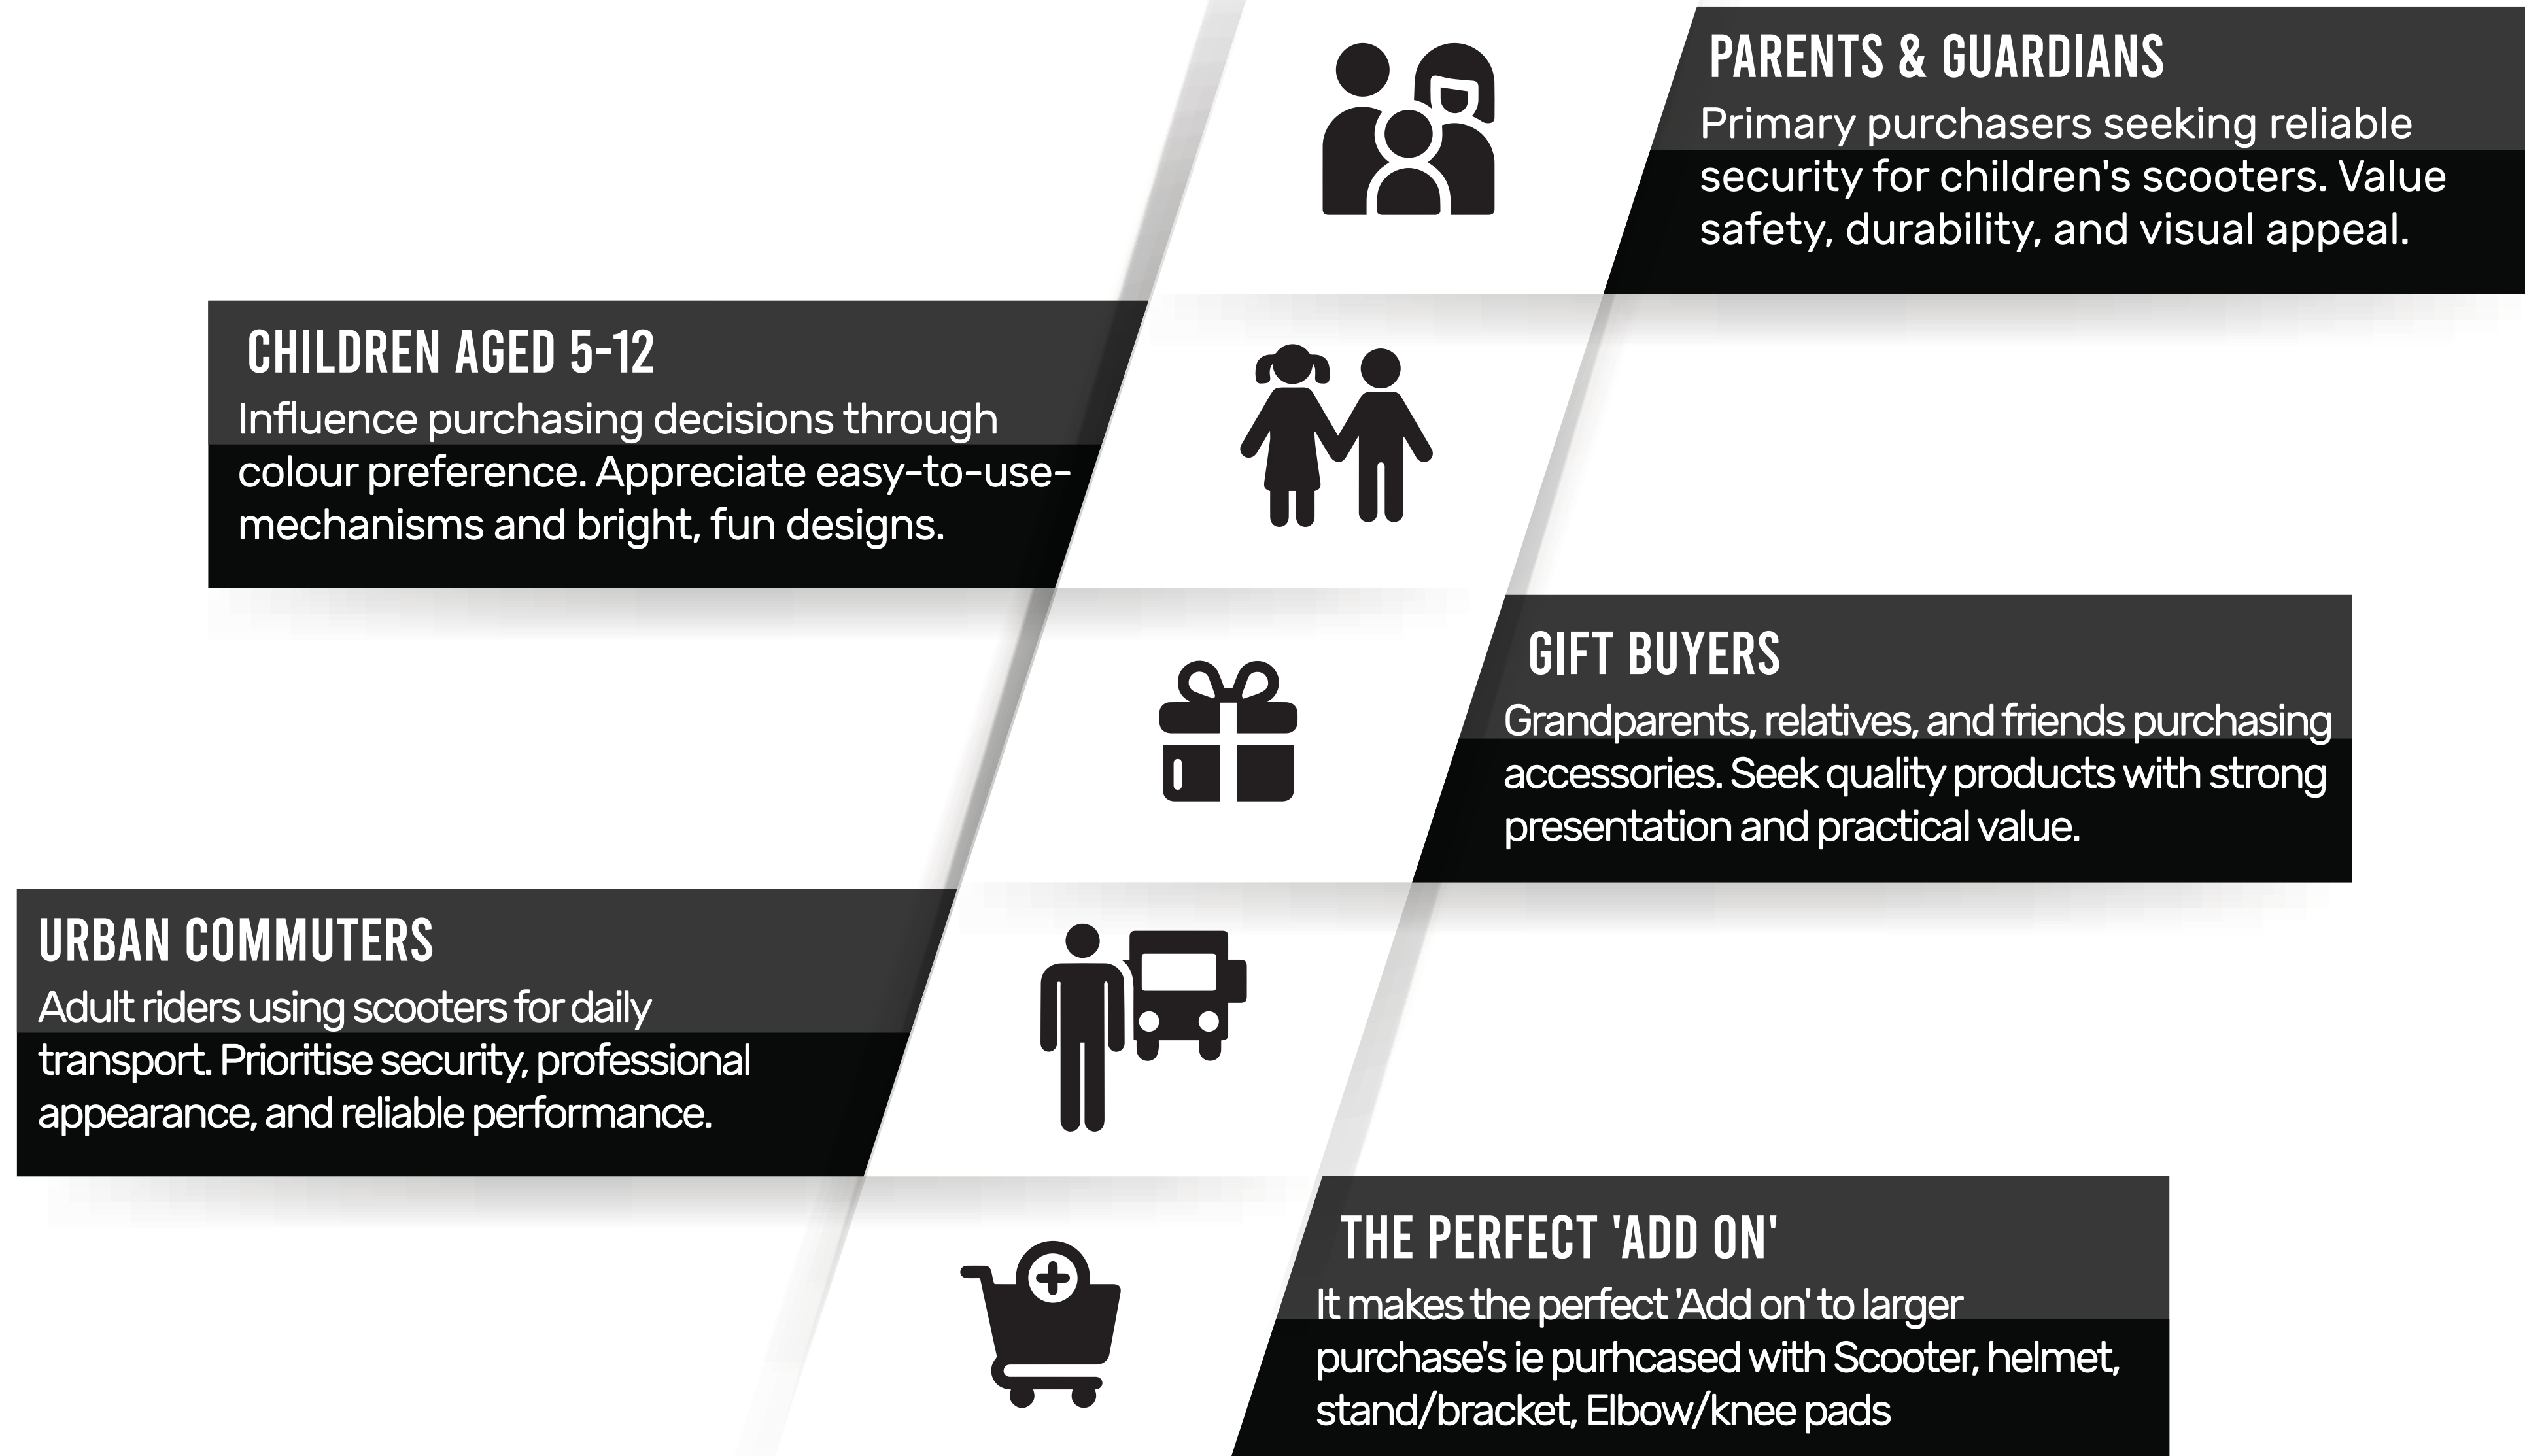 PARENTS & GUARDIANS
Primary purchasers seeking reliable
security for children's scooters. Value
safety, durability, and visual appeal.
CHILDREN AGED 5-12
Influence purchasing decisions through
colour preference. Appreciate easy-to-use-
mechanisms and bright, fun designs.
GIFT BUYERS
Grandparents, relatives, and friends purchasing
accessories. Seek quality products with strong
presentation and practical value.
URBAN COMMUTERS
Adult riders using scooters for daily
transport. Prioritise security, professional
appearance, and reliable performance.
THE PERFECT 'ADD ON'
It makes the perfect 'Add on' to larger
purchase's ie purhcased with Scooter, helmet,
stand/bracket, Elbow/knee pads